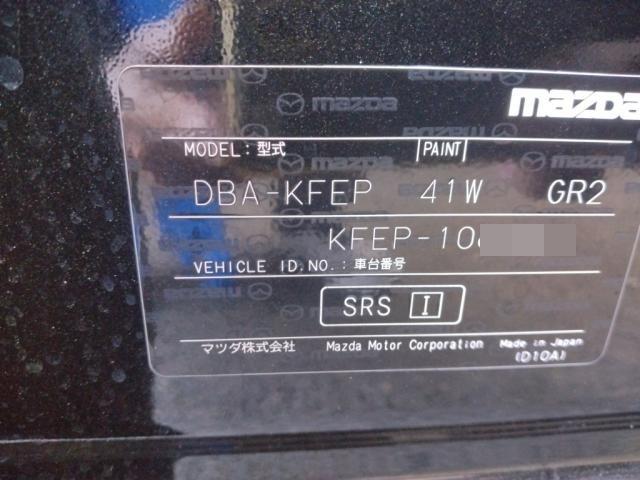 mazda
MODEL:型式 PAINT
DBA-KFEP 41W GR2
KFEP-10
VEHICLE ID.NO.:車台番号
SRS I
マツダ株式会社 Mazda Motor Corporation Made in Japan
(D10A)